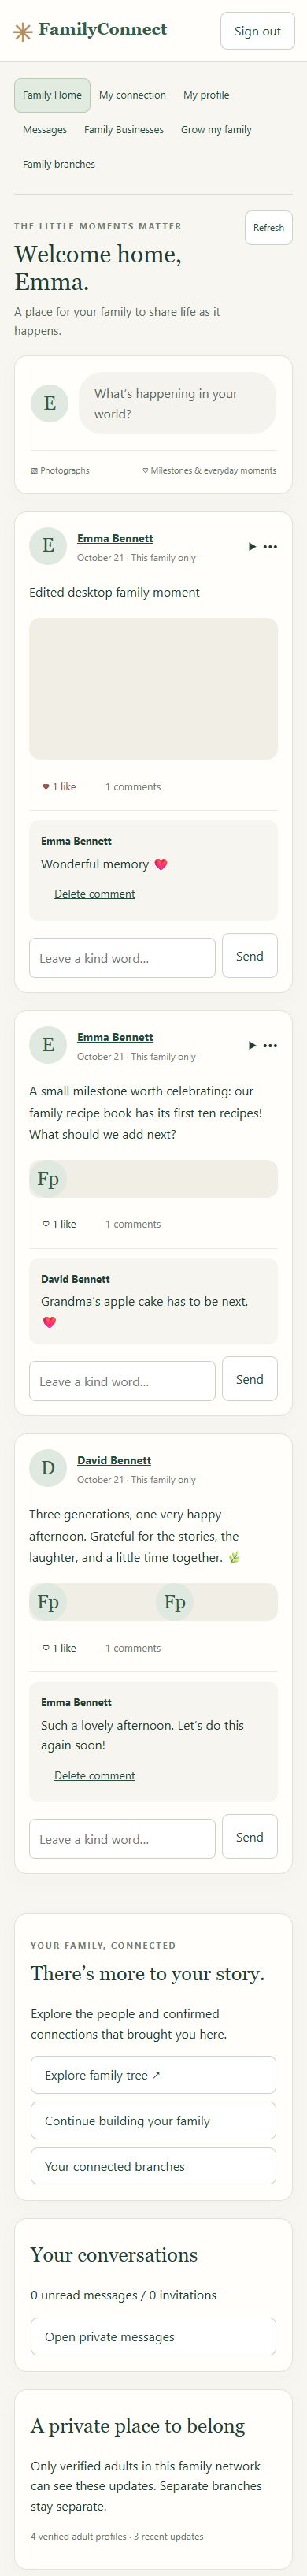 FamilyConnect
Sign out
Family Home
My connection
My profile
Messages
Family Businesses
Grow my family
Family branches
THE LITTLE MOMENTS MATTER
Refresh
Welcome home,
Emma.
A place for your family to share life as it
happens.
E
What's happening in your
world?
Photographs
♡ Milestones & everyday moments
E
Emma Bennett
October 21 · This family only
Edited desktop family moment
♥ 1 like
1 comments
Emma Bennett
Wonderful memory ❤️
Delete comment
Leave a kind word...
Send
E
Emma Bennett
October 21 · This family only
A small milestone worth celebrating: our
family recipe book has its first ten recipes!
What should we add next?
Fp
♡ 1 like
1 comments
David Bennett
Grandma's apple cake has to be next.
❤️
Leave a kind word...
Send
D
David Bennett
October 21 · This family only
Three generations, one very happy
afternoon. Grateful for the stories, the
laughter, and a little time together. 🌿
Fp
Fp
♡ 1 like
1 comments
Emma Bennett
Such a lovely afternoon. Let's do this
again soon!
Delete comment
Leave a kind word...
Send
YOUR FAMILY, CONNECTED
There's more to your story.
Explore the people and confirmed
connections that brought you here.
Explore family tree ↗
Continue building your family
Your connected branches
Your conversations
0 unread messages / 0 invitations
Open private messages
A private place to belong
Only verified adults in this family network
can see these updates. Separate branches
stay separate.
4 verified adult profiles · 3 recent updates